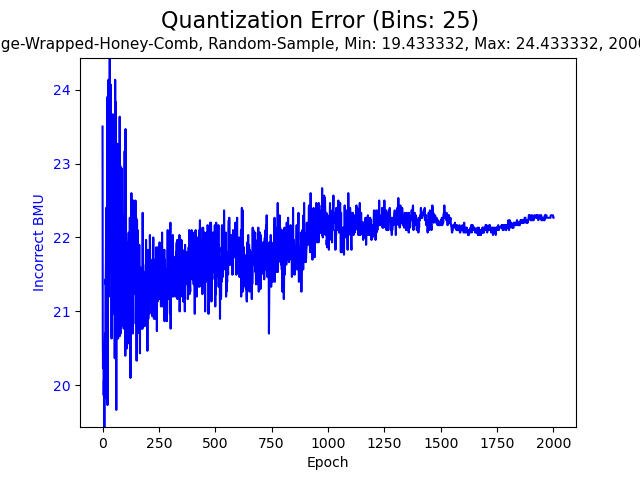 Quantization Error (Bins: 25)
ge-Wrapped-Honey-Comb, Random-Sample, Min: 19.433332, Max: 24.433332, 200
24
23
22
21
20
Incorrect BMU
0 250 500 750 1000 1250 1500 1750 2000
Epoch